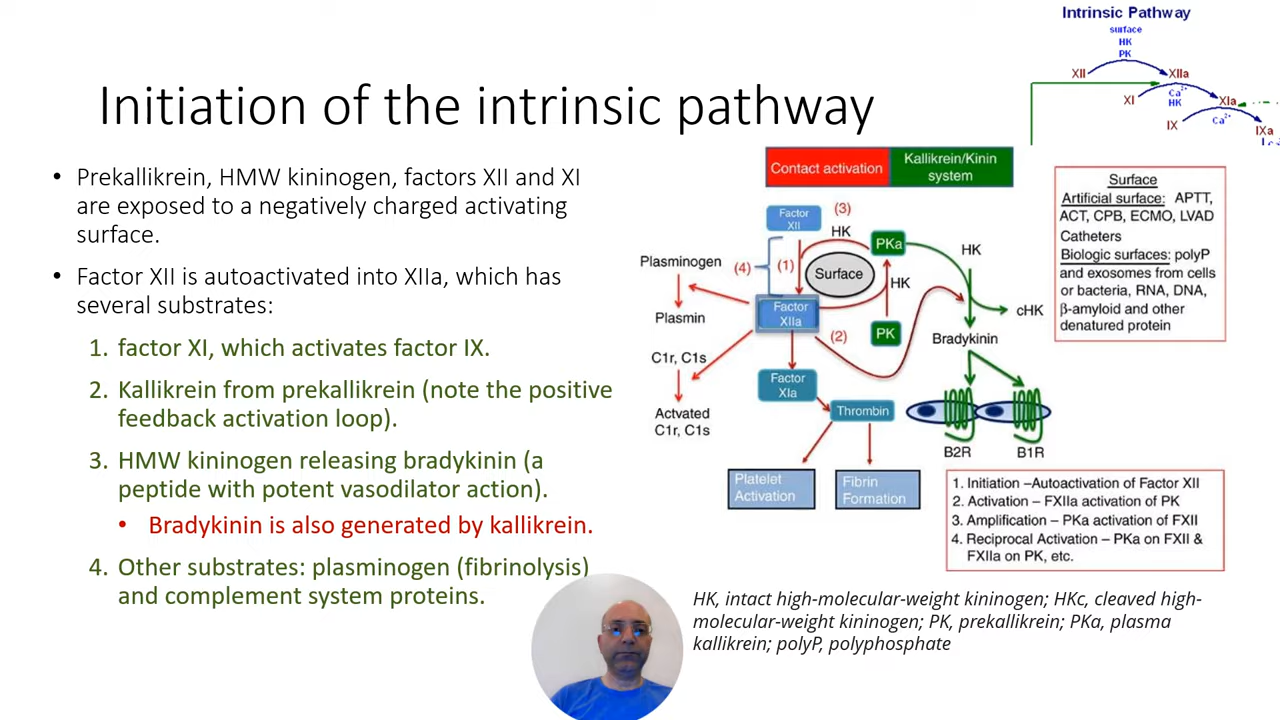 Initiation of the intrinsic pathway
• Prekallikrein, HMW kininogen, factors XII and XI
are exposed to a negatively charged activating
surface.
• Factor XII is autoactivated into XIIa, which has
several substrates:
1. factor XI, which activates factor IX.
2. Kallikrein from prekallikrein (note the positive
feedback activation loop).
3. HMW kininogen releasing bradykinin (a
peptide with potent vasodilator action).
• Bradykinin is also generated by kallikrein.
4. Other substrates: plasminogen (fibrinolysis)
and complement system proteins.
Intrinsic Pathway
surface
HK
PK
XII
XIIa
XI
Ca2+
HK
XIa
IX
Ca2+
IXa
Contact activation
Kallikrein/Kinin
system
Factor
XII
(3)
HK
PKa
HK
Plasminogen
(4)
(1)
Surface
HK
Plasmin
Factor
XIIa
cHK
(2)
PK
Bradykinin
C1r, C1s
Factor
XIa
Thrombin
Actvated
C1r, C1s
B2R
B1R
Platelet
Activation
Fibrin
Formation
Surface
Artificial surface: APTT,
ACT, CPB, ECMO, LVAD
Catheters
Biologic surfaces: polyP
and exosomes from cells
or bacteria, RNA, DNA,
β-amyloid and other
denatured protein
1. Initiation –Autoactivation of Factor XII
2. Activation – FXIIa activation of PK
3. Amplification – PKa activation of FXII
4. Reciprocal Activation – PKa on FXII &
FXIIa on PK, etc.
HK, intact high-molecular-weight kininogen; HKc, cleaved high-
molecular-weight kininogen; PK, prekallikrein; PKa, plasma
kallikrein; polyP, polyphosphate